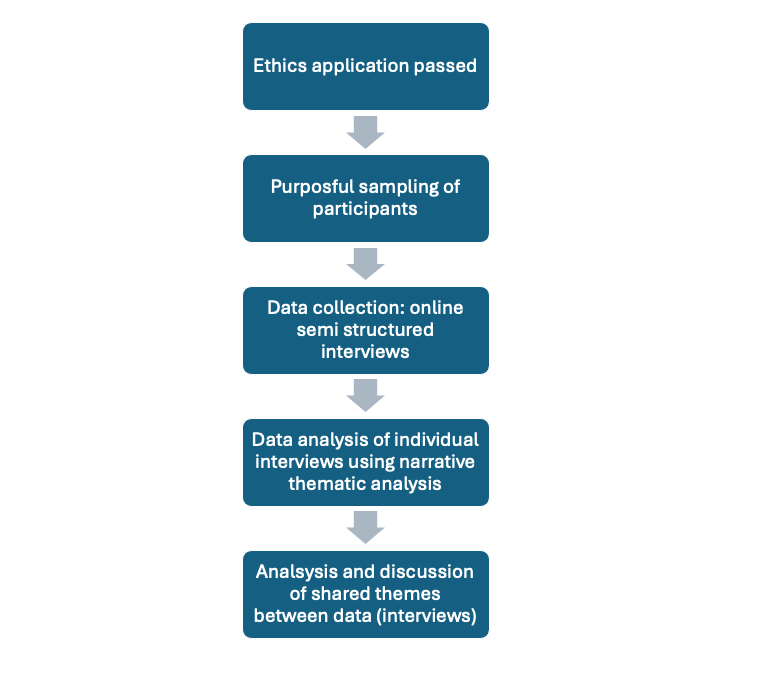 Ethics application passed
Purposful sampling of
participants
Data collection: online
semi structured
interviews
Data analysis of individual
interviews using narrative
thematic analysis
Analsysis and discussion
of shared themes
between data (interviews)